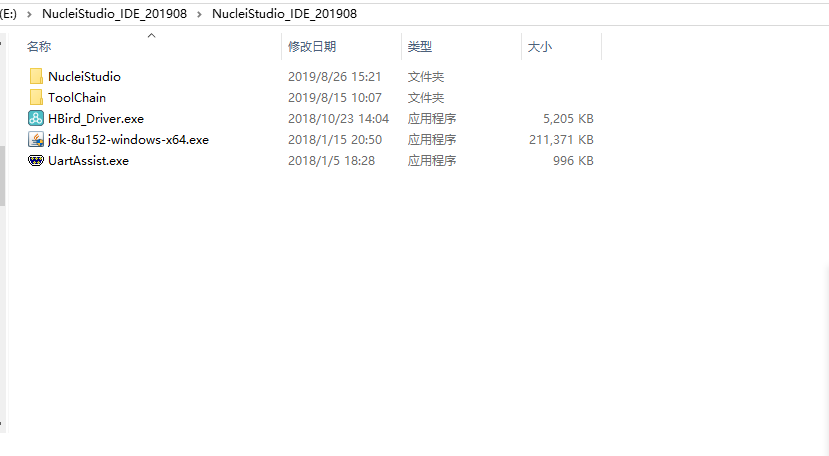 (E:) › NucleiStudio_IDE_201908 › NucleiStudio_IDE_201908
名称 修改日期 类型 大小
NucleiStudio 2019/8/26 15:21 文件夹
ToolChain 2019/8/15 10:07 文件夹
HBird_Driver.exe 2018/10/23 14:04 应用程序 5,205 KB
jdk-8u152-windows-x64.exe 2018/1/15 20:50 应用程序 211,371 KB
UartAssist.exe 2018/1/5 18:28 应用程序 996 KB